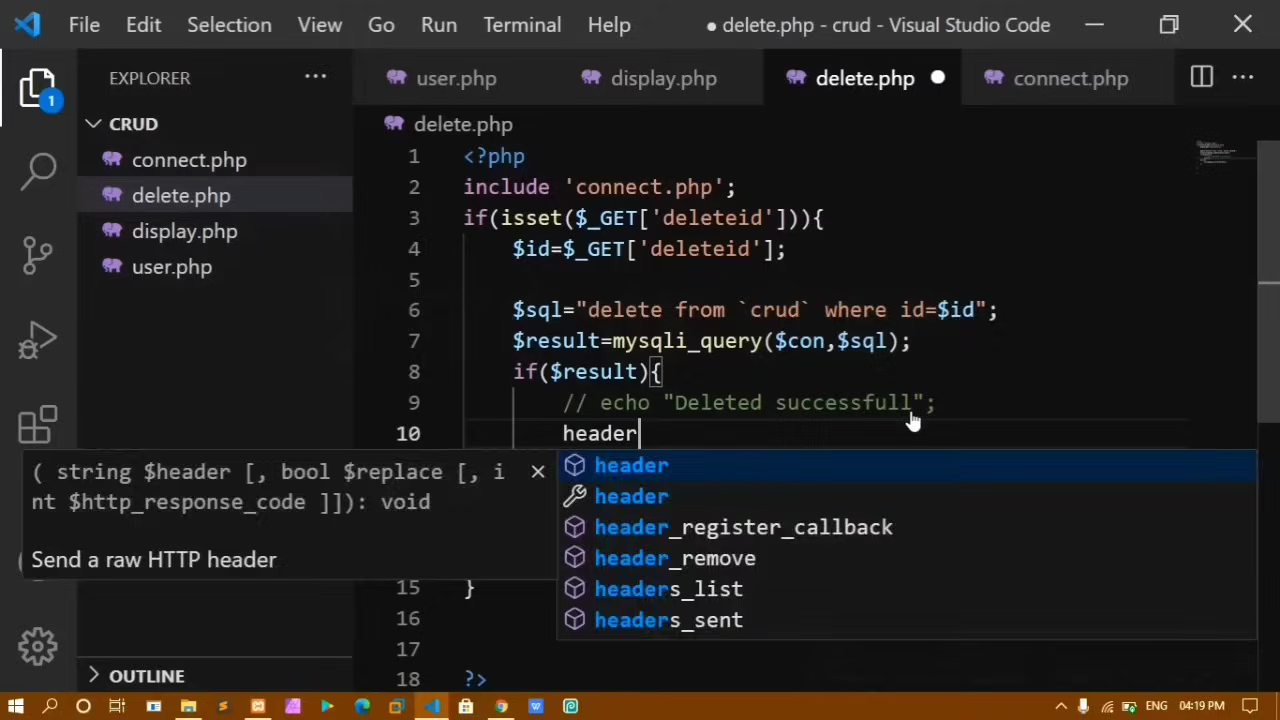 File Edit Selection View Go Run Terminal Help ● delete.php - crud - Visual Studio Code
EXPLORER ···
user.php display.php delete.php ● connect.php ···
1
CRUD
connect.php
delete.php
display.php
user.php
delete.php
1 <?php
2 include 'connect.php';
3 if(isset($_GET['deleteid'])){
4 $id=$_GET['deleteid'];
5
6 $sql="delete from `crud` where id=$id";
7 $result=mysqli_query($con,$sql);
8 if($result){
9 // echo "Deleted successfull";
10 header
( string $header [, bool $replace [, i
nt $http_response_code ]]): void
Send a raw HTTP header
header
header
header_register_callback
header_remove
headers_list
headers_sent
15 }
16
17
18 ?>
OUTLINE
ENG 04:19 PM